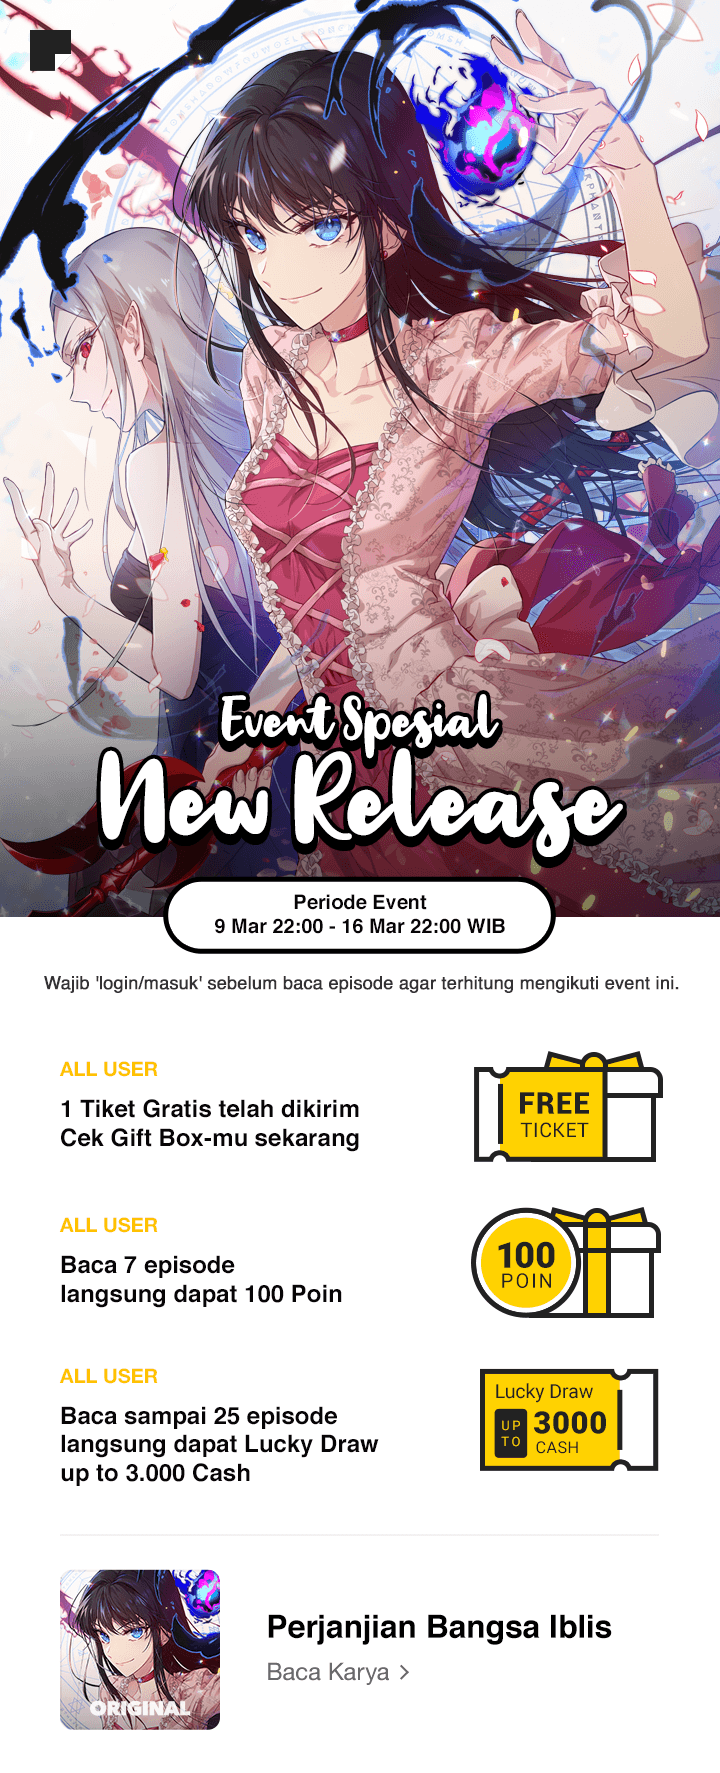 Event Spesial
New Release
Periode Event
9 Mar 22:00 - 16 Mar 22:00 WIB
Wajib 'login/masuk' sebelum baca episode agar terhitung mengikuti event ini.
ALL USER
1 Tiket Gratis telah dikirim
Cek Gift Box-mu sekarang
FREE
TICKET
ALL USER
Baca 7 episode
langsung dapat 100 Poin
100
POIN
ALL USER
Baca sampai 25 episode
langsung dapat Lucky Draw
up to 3.000 Cash
Lucky Draw
UP TO 3000
CASH
ORIGINAL
Perjanjian Bangsa Iblis
Baca Karya >